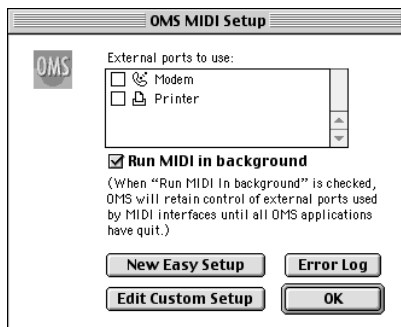 OMS MIDI Setup
OMS
External ports to use:
Modem
Printer
Run MIDI in background
(When “Run MIDI In background” is checked,
OMS will retain control of external ports used
by MIDI interfaces until all OMS applications
have quit.)
New Easy Setup
Error Log
Edit Custom Setup
OK